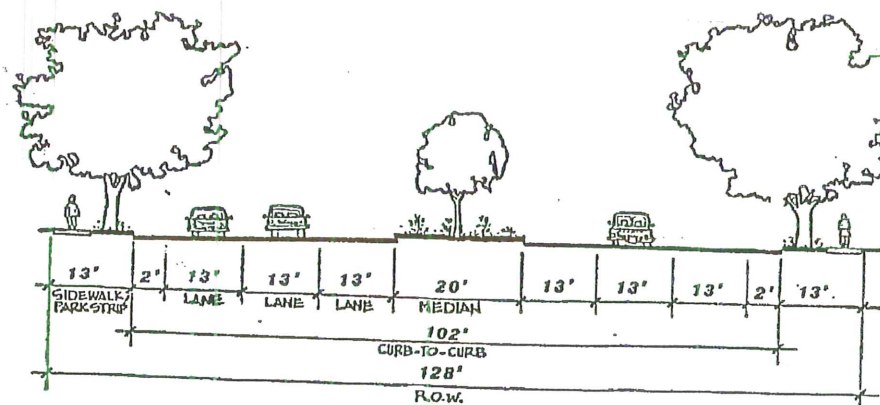 13' 2' 13' 13' 13' 20' 13' 13' 13' 2' 13'
SIDEWALK/ LANE LANE LANE MEDIAN
PARKSTRIP
102'
CURB-TO-CURB
128'
R.O.W.